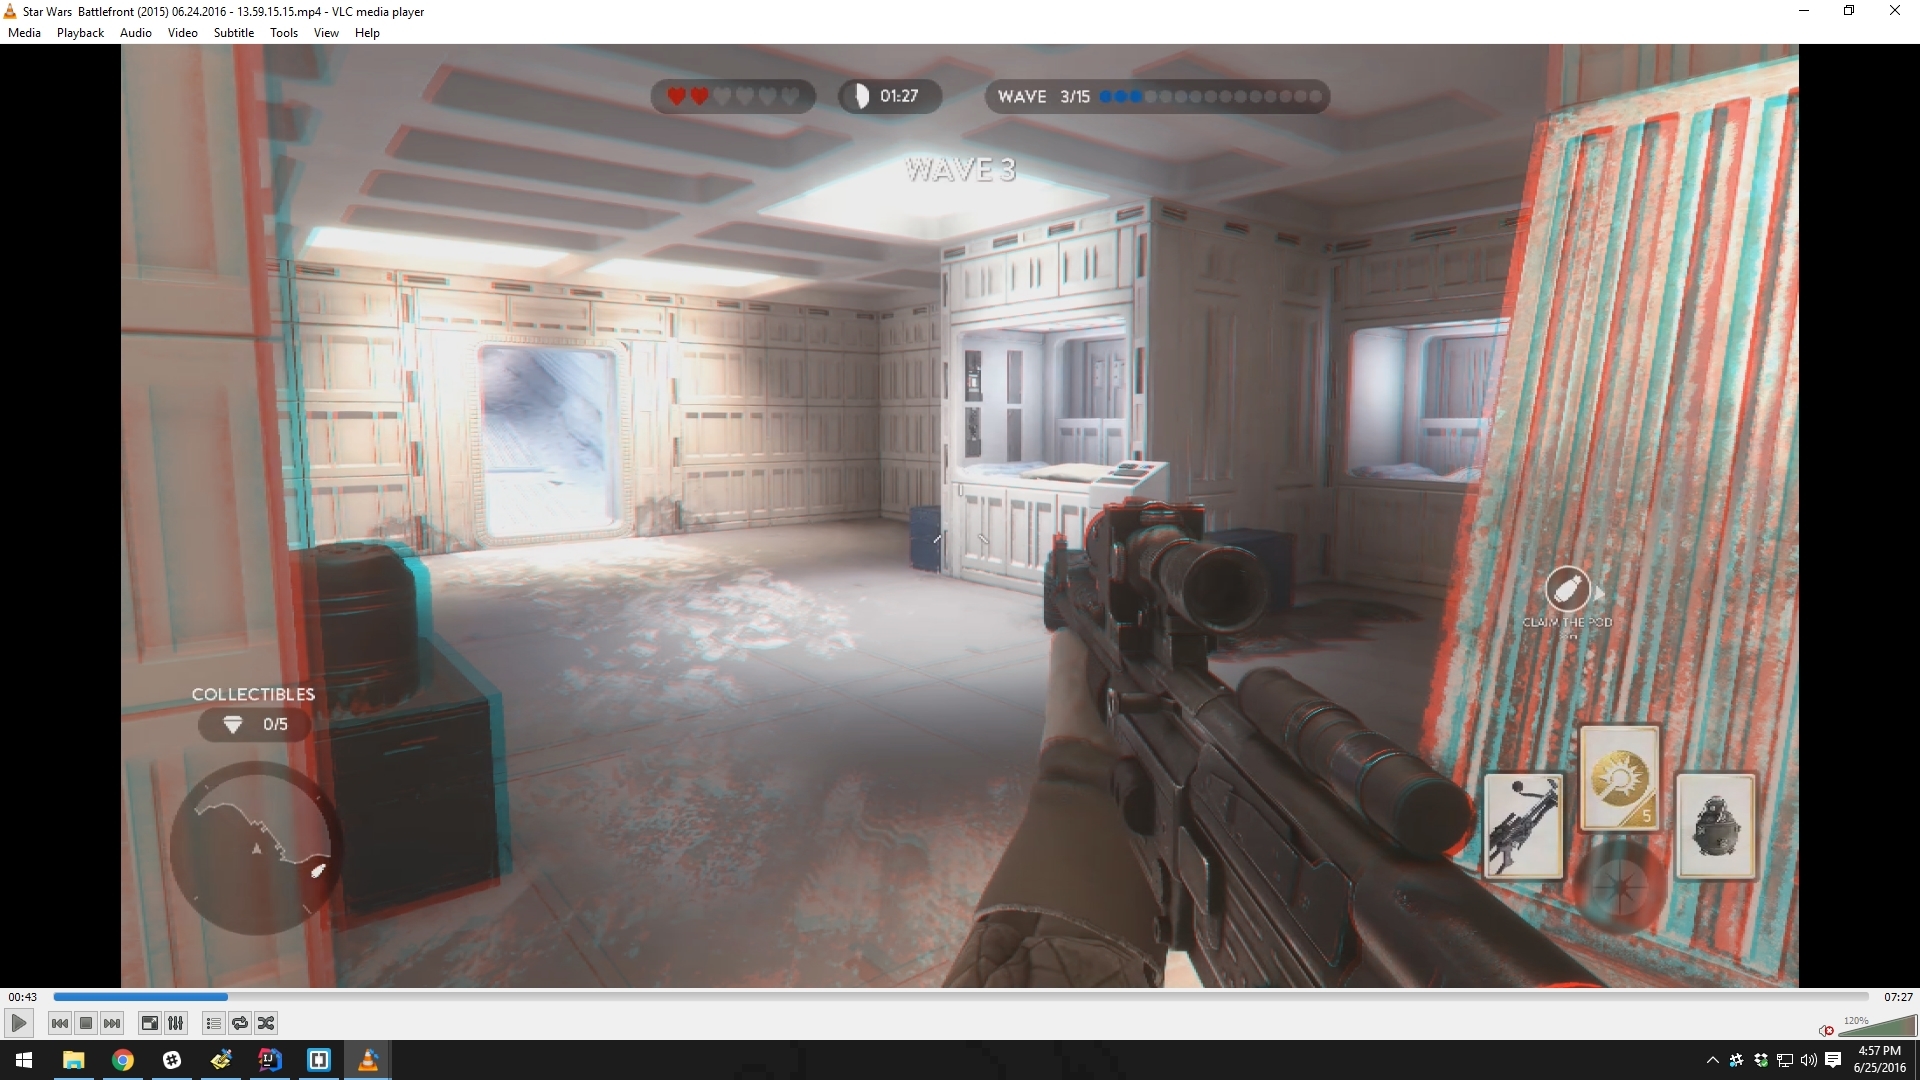 Star Wars  Battlefront (2015) 06.24.2016 - 13.59.15.15.mp4 - VLC media player
Media Playback Audio Video Subtitle Tools View Help
01:27
WAVE 3/15
WAVE 3
CLAIM THE POD
COLLECTIBLES
0/5
5
00:43
07:27
120%
4:57 PM
6/25/2016